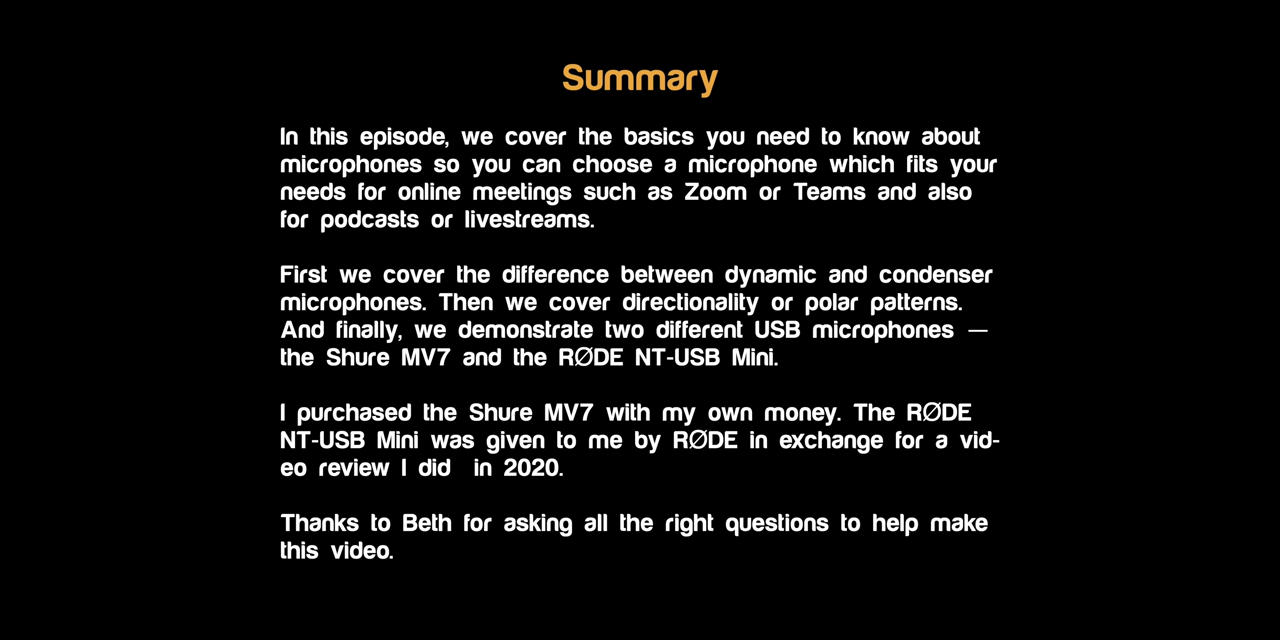 Summary
In this episode, we cover the basics you need to know about
microphones so you can choose a microphone which fits your
needs for online meetings such as Zoom or Teams and also
for podcasts or livestreams.
First we cover the difference between dynamic and condenser
microphones. Then we cover directionality or polar patterns.
And finally, we demonstrate two different USB microphones —
the Shure MV7 and the RØDE NT-USB Mini.
I purchased the Shure MV7 with my own money. The RØDE
NT-USB Mini was given to me by RØDE in exchange for a vid-
eo review I did  in 2020.
Thanks to Beth for asking all the right questions to help make
this video.